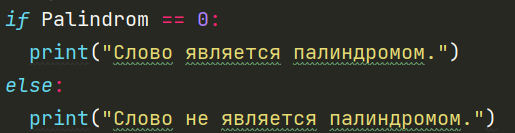 if Palindrom == 0:
  print("Слово является палиндромом.")
else:
  print("Слово не является палиндромом.")